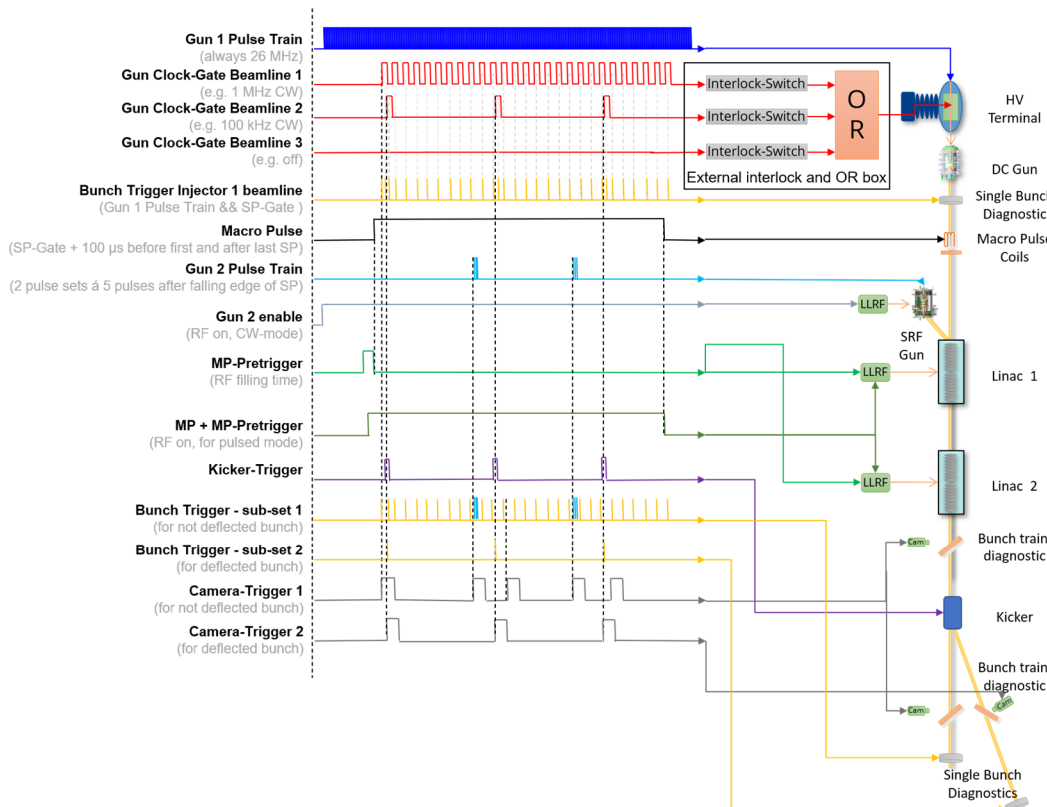 Gun 1 Pulse Train
(always 26 MHz)
Gun Clock-Gate Beamline 1
(e.g. 1 MHz CW)
Gun Clock-Gate Beamline 2
(e.g. 100 kHz CW)
Gun Clock-Gate Beamline 3
(e.g. off)
Bunch Trigger Injector 1 beamline
(Gun 1 Pulse Train && SP-Gate )
Macro Pulse
(SP-Gate + 100 µs before first and after last SP)
Gun 2 Pulse Train
(2 pulse sets á 5 pulses after falling edge of SP)
Gun 2 enable
(RF on, CW-mode)
MP-Pretrigger
(RF filling time)
MP + MP-Pretrigger
(RF on, for pulsed mode)
Kicker-Trigger
Bunch Trigger - sub-set 1
(for not deflected bunch)
Bunch Trigger - sub-set 2
(for deflected bunch)
Camera-Trigger 1
(for not deflected bunch)
Camera-Trigger 2
(for deflected bunch)
Interlock-Switch
Interlock-Switch
Interlock-Switch
O
R
External interlock and OR box
HV
Terminal
DC Gun
Single Bunch
Diagnostic
Macro Pulse
Coils
LLRF
SRF
Gun
LLRF
Linac 1
LLRF
Linac 2
Cam
Bunch train
diagnostic
Kicker
Bunch train
diagnostic
Cam
Cam
Single Bunch
Diagnostics